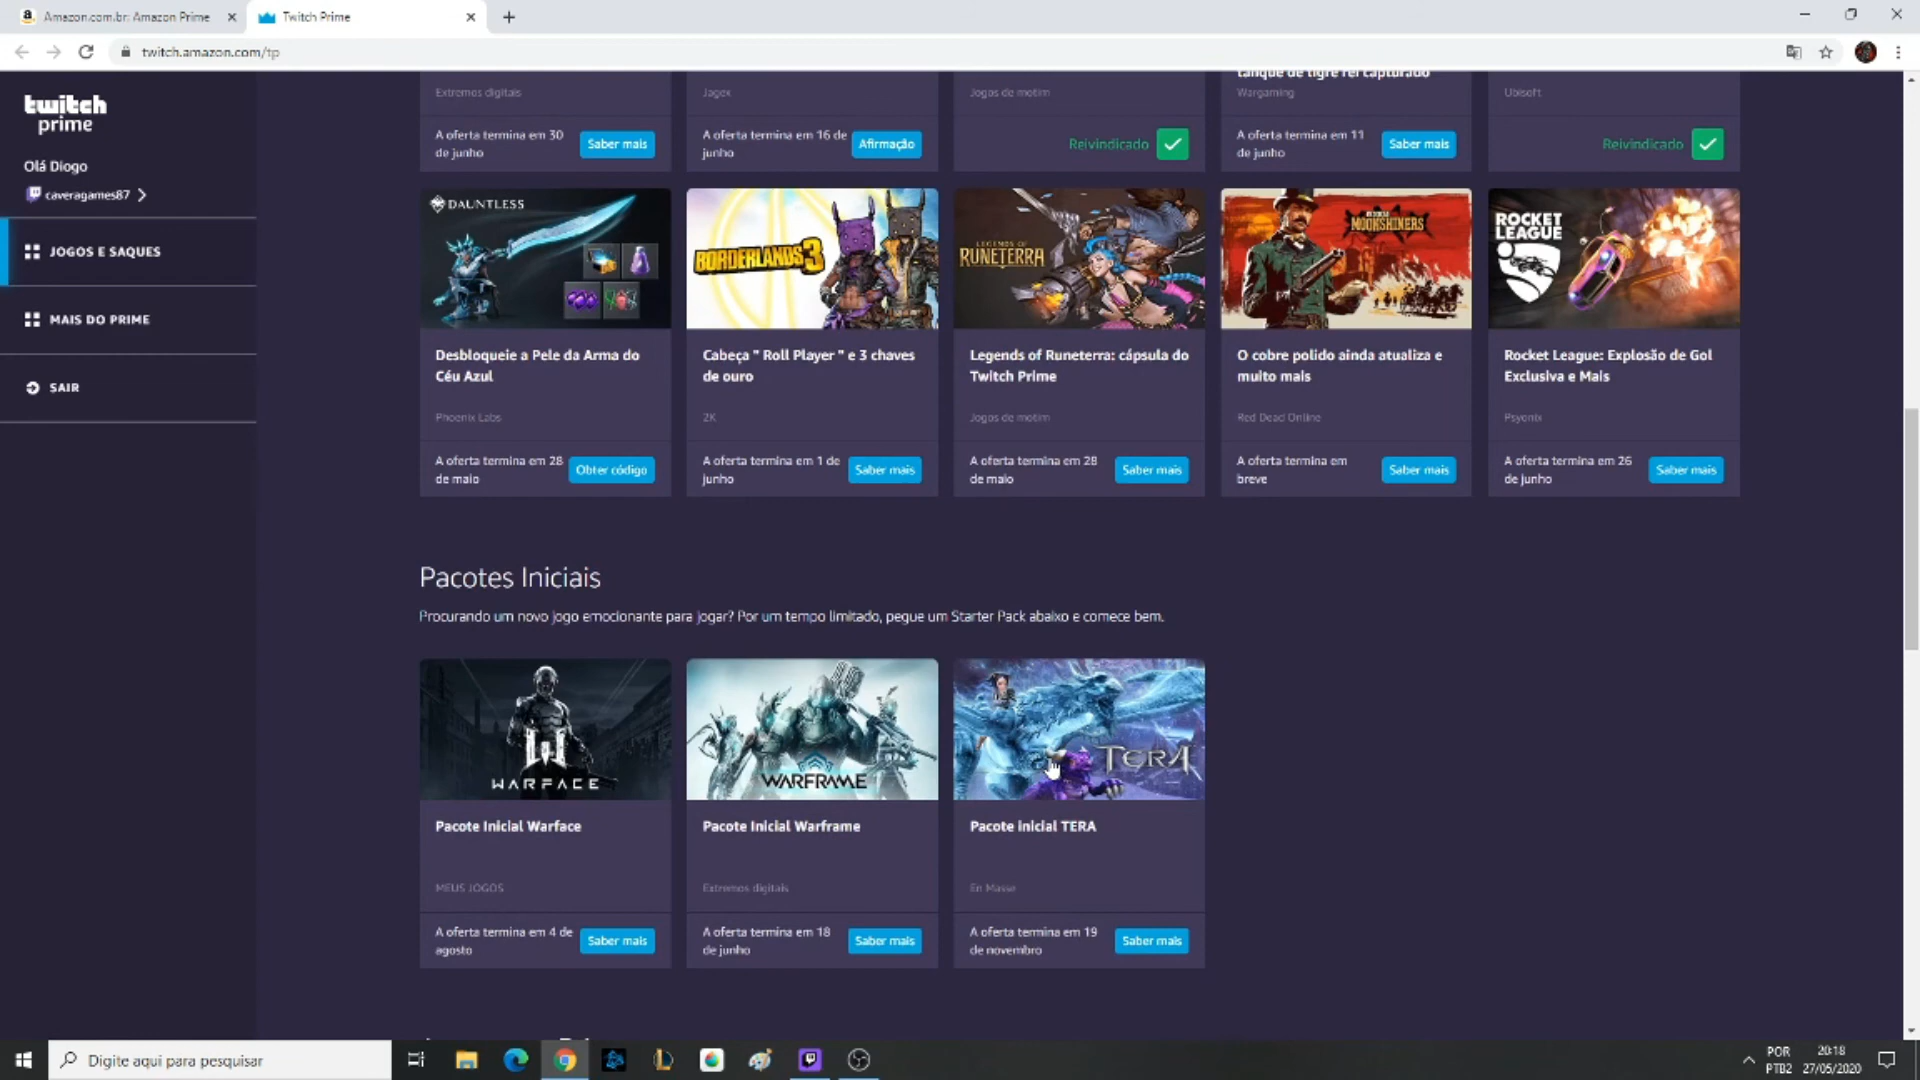 Amazon.com.br: Amazon Prime
Twitch Prime
twitch.amazon.com/tp
twitch
prime
Olá Diogo
caveragames87
JOGOS E SAQUES
MAIS DO PRIME
SAIR
tanque de tigre rei capturado
Extremos digitais
Jagex
Jogos de motim
Wargaming
Ubisoft
A oferta termina em 30
de junho
Saber mais
A oferta termina em 16 de
junho
Afirmação
Reivindicado
A oferta termina em 11
de junho
Saber mais
Reivindicado
DAUNTLESS
BORDERLANDS 3
LEGENDS OF
RUNETERRA
MOONSHINERS
ROCKET
LEAGUE
Desbloqueie a Pele da Arma do
Céu Azul
Cabeça " Roll Player " e 3 chaves
de ouro
Legends of Runeterra: cápsula do
Twitch Prime
O cobre polido ainda atualiza e
muito mais
Rocket League: Explosão de Gol
Exclusiva e Mais
Phoenix Labs
2K
Jogos de motim
Red Dead Online
Psyonix
A oferta termina em 28
de maio
Obter código
A oferta termina em 1 de
junho
Saber mais
A oferta termina em 28
de maio
Saber mais
A oferta termina em
breve
Saber mais
A oferta termina em 26
de junho
Saber mais
Pacotes Iniciais
Procurando um novo jogo emocionante para jogar? Por um tempo limitado, pegue um Starter Pack abaixo e comece bem.
WARFACE
WARFRAME
TERA
Pacote Inicial Warface
Pacote Inicial Warframe
Pacote inicial TERA
MEUS JOGOS
Extremos digitais
En Masse
A oferta termina em 4 de
agosto
Saber mais
A oferta termina em 18
de junho
Saber mais
A oferta termina em 19
de novembro
Saber mais
Digite aqui para pesquisar
POR
PTB2
20:18
27/05/2020